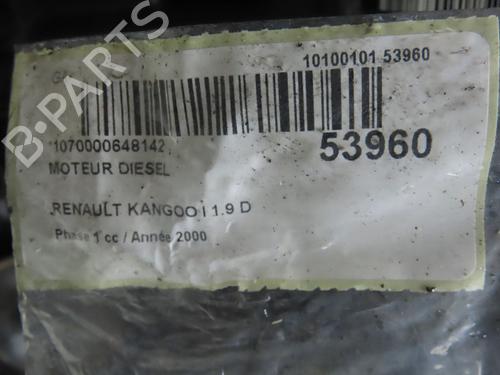 10100101 53960
1070000648142
53960
MOTEUR DIESEL
RENAULT KANGOO I 1.9 D
Phase 1 cc / Année 2000
B-PARTS